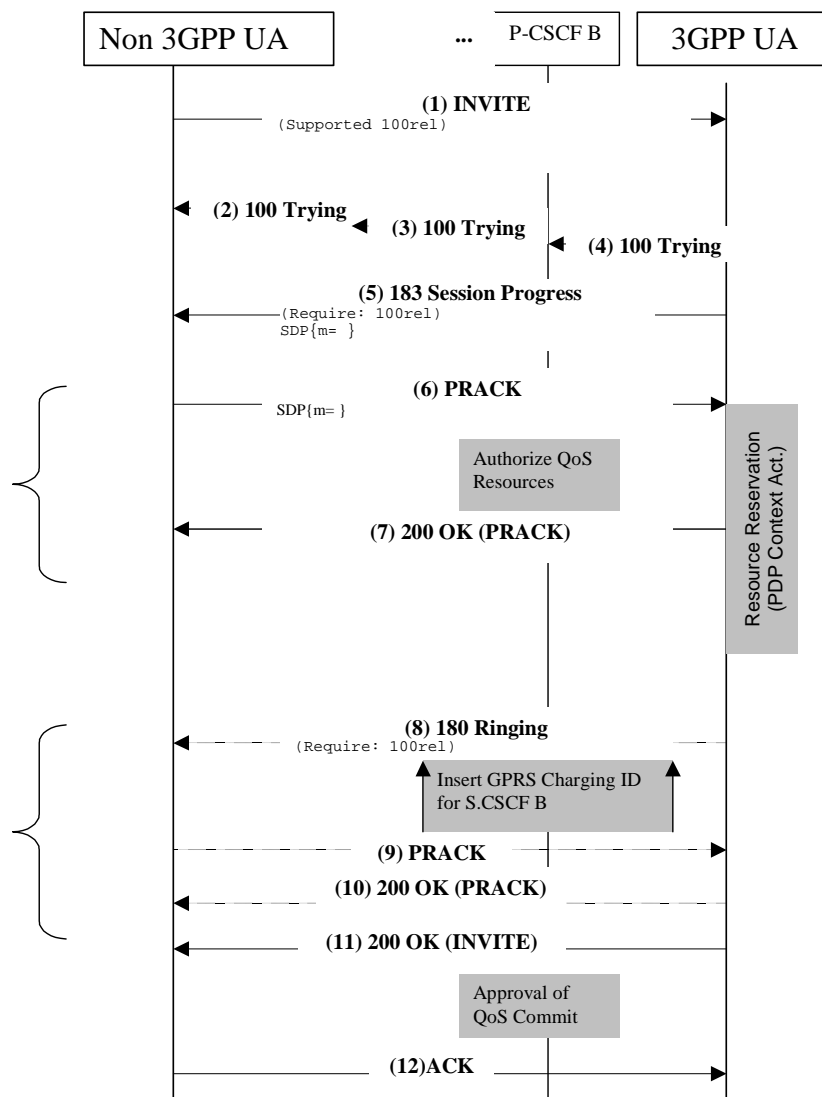 Non 3GPP UA
...
P-CSCF B
3GPP UA
(1) INVITE
(Supported 100rel)
(2) 100 Trying
(3) 100 Trying
(4) 100 Trying
(5) 183 Session Progress
(Require: 100rel)
SDP{m= }
(6) PRACK
SDP{m= }
Authorize QoS
Resources
(7) 200 OK (PRACK)
Resource Reservation
(PDP Context Act.)
(8) 180 Ringing
(Require: 100rel)
Insert GPRS Charging ID
for S.CSCF B
(9) PRACK
(10) 200 OK (PRACK)
(11) 200 OK (INVITE)
Approval of
QoS Commit
(12)ACK